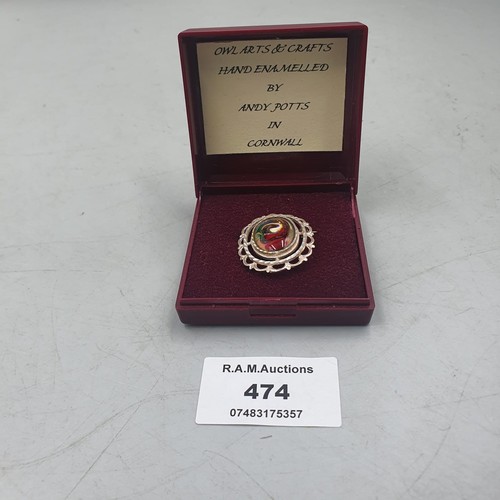 OWL ARTS & CRAFTS
HAND ENAMELLED
BY
ANDY POTTS
IN
CORNWALL
R.A.M.Auctions
474
07483175357